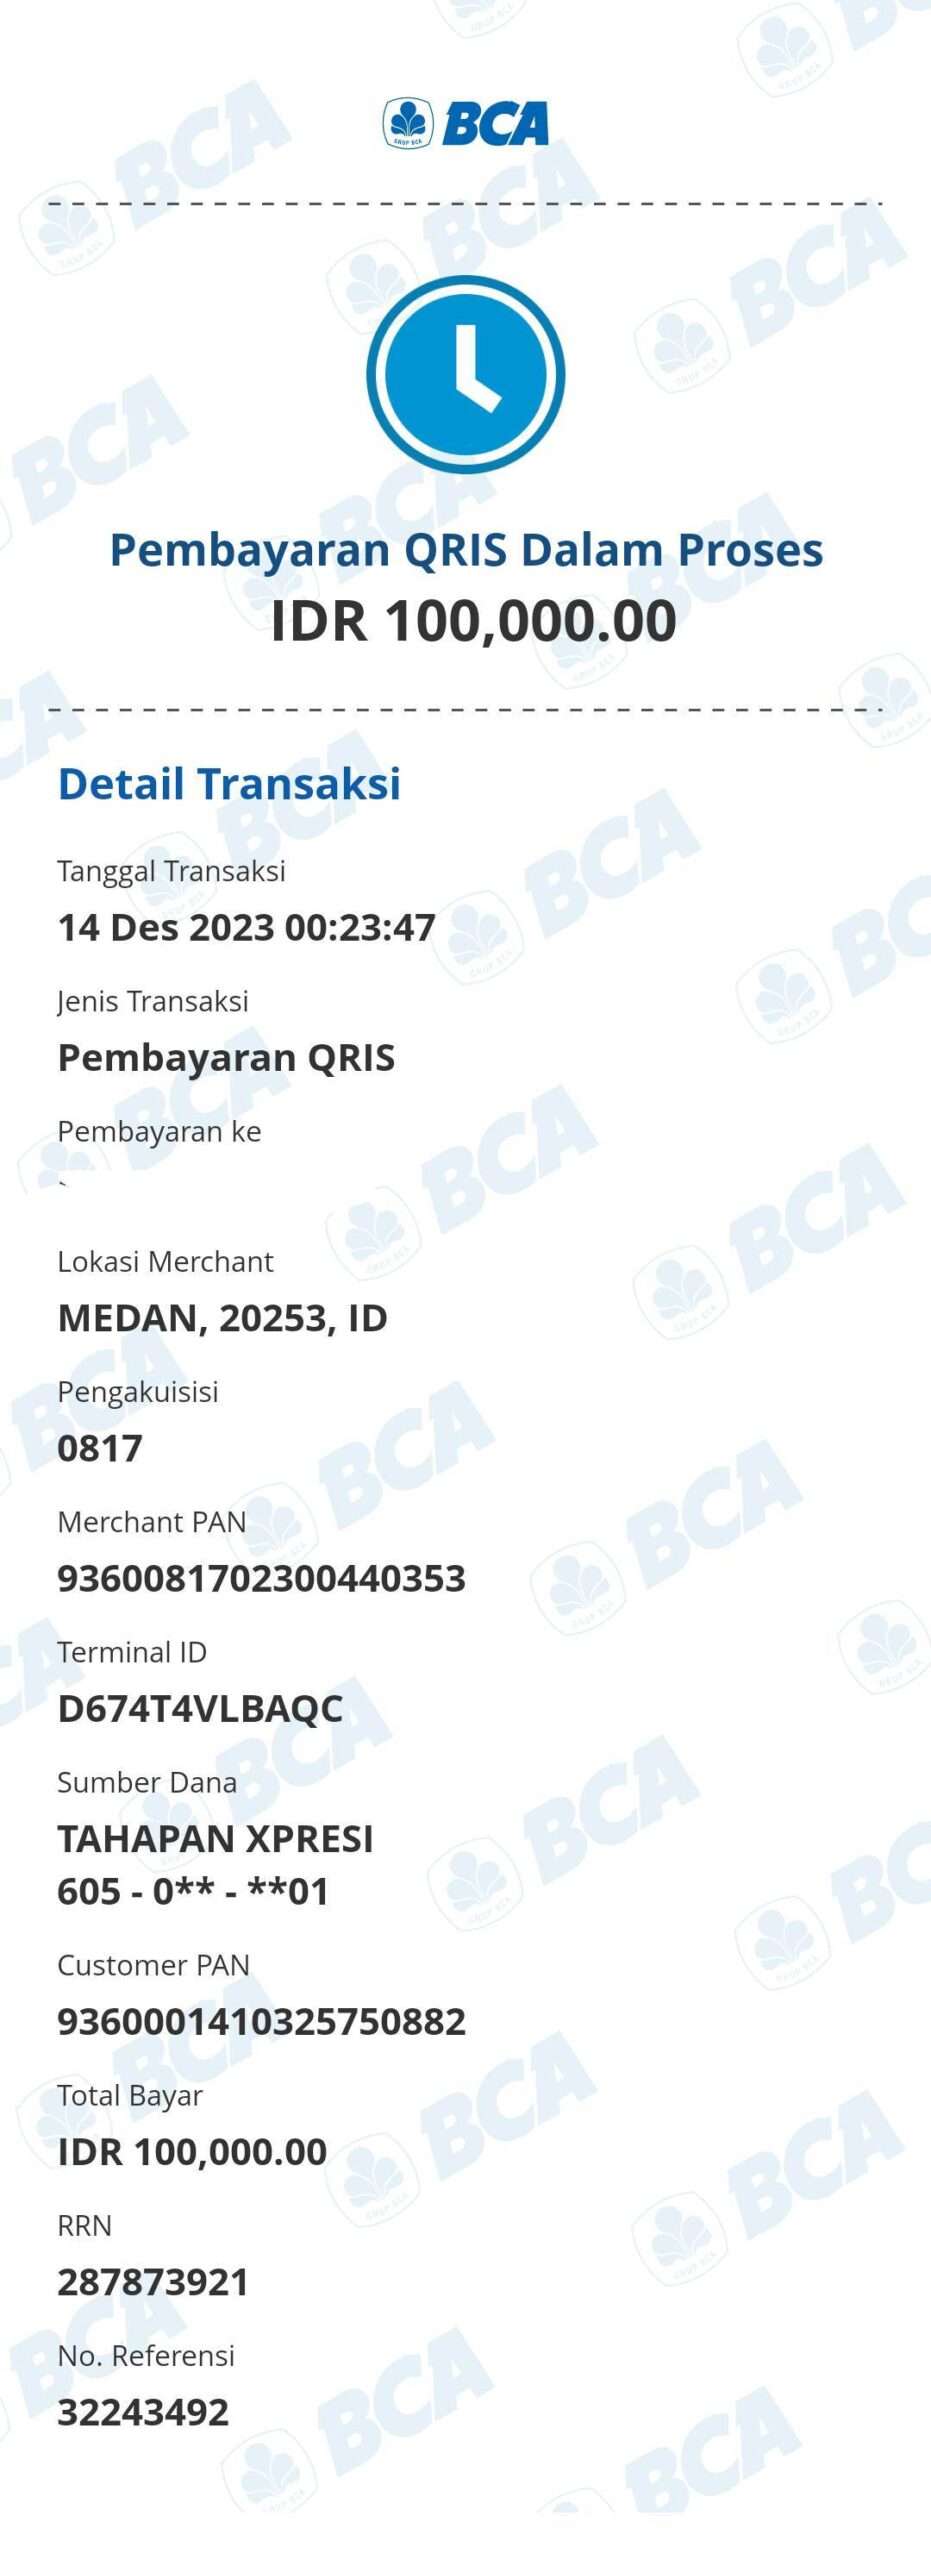 BCA
Pembayaran QRIS Dalam Proses
IDR 100,000.00
Detail Transaksi
Tanggal Transaksi
14 Des 2023 00:23:47
Jenis Transaksi
Pembayaran QRIS
Pembayaran ke
Lokasi Merchant
MEDAN, 20253, ID
Pengakuisisi
0817
Merchant PAN
9360081702300440353
Terminal ID
D674T4VLBAQC
Sumber Dana
TAHAPAN XPRESI
605 - 0** - **01
Customer PAN
9360001410325750882
Total Bayar
IDR 100,000.00
RRN
287873921
No. Referensi
32243492